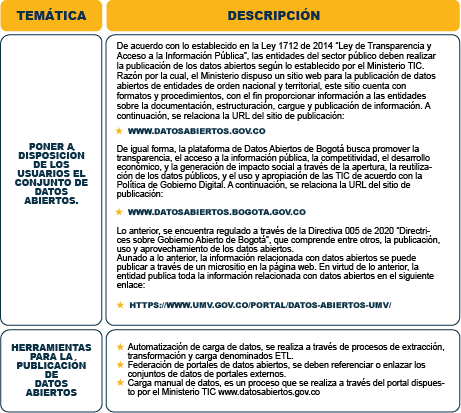 TEMÁTICA
DESCRIPCIÓN
PONER A
DISPOSICIÓN
DE LOS
USUARIOS EL
CONJUNTO DE
DATOS
ABIERTOS.
De acuerdo con lo establecido en la Ley 1712 de 2014 “Ley de Transparencia y
Acceso a la Información Pública”, las entidades del sector público deben realizar
la publicación de los datos abiertos según lo establecido por el Ministerio TIC.
Razón por la cual, el Ministerio dispuso un sitio web para la publicación de datos
abiertos de entidades de orden nacional y territorial, este sitio cuenta con
formatos y procedimientos, con el fin proporcionar información a las entidades
sobre la documentación, estructuración, cargue y publicación de información. A
continuación, se relaciona la URL del sitio de publicación:
★ WWW.DATOSABIERTOS.GOV.CO
De igual forma, la plataforma de Datos Abiertos de Bogotá busca promover la
transparencia, el acceso a la información pública, la competitividad, el desarrollo
económico, y la generación de impacto social a través de la apertura, la reutiliza-
ción de los datos públicos, y el uso y apropiación de las TIC de acuerdo con la
Política de Gobierno Digital. A continuación, se relaciona la URL del sitio de
publicación:
★ WWW.DATOSABIERTOS.BOGOTA.GOV.CO
Lo anterior, se encuentra regulado a través de la Directiva 005 de 2020 “Directri-
ces sobre Gobierno Abierto de Bogotá”, que comprende entre otros, la publicación,
uso y aprovechamiento de los datos abiertos.
Aunado a lo anterior, la información relacionada con datos abiertos se puede
publicar a través de un micrositio en la página web. En virtud de lo anterior, la
entidad publica toda la información relacionada con datos abiertos en el siguiente
enlace:
★ HTTPS://WWW.UMV.GOV.CO/PORTAL/DATOS-ABIERTOS-UMV/
HERRAMIENTAS
PARA LA
PUBLICACIÓN
DE
DATOS
ABIERTOS
★ Automatización de carga de datos, se realiza a través de procesos de extracción,
transformación y carga denominados ETL.
★ Federación de portales de datos abiertos, se deben referenciar o enlazar los
conjuntos de datos de portales externos.
★ Carga manual de datos, es un proceso que se realiza a través del portal dispues-
to por el Ministerio TIC www.datosabiertos.gov.co